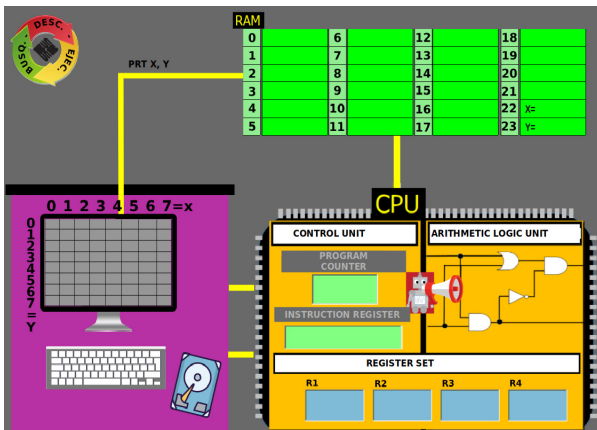 DESC.
EJEC.
BUSQ.
RAM
0 6 12 18
1 7 13 19
2 8 14 20
3 9 15 21
4 10 16 22 X=
5 11 17 23 Y=
PRT X, Y
CPU
0 1 2 3 4 5 6 7=x
0
1
2
3
4
5
6
7
=
Y
CONTROL UNIT
ARITHMETIC LOGIC UNIT
PROGRAM
COUNTER
INSTRUCTION REGISTER
REGISTER SET
R1 R2 R3 R4